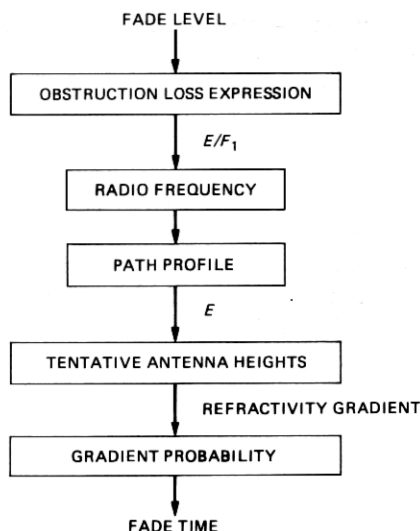 FADE LEVEL
OBSTRUCTION LOSS EXPRESSION
E/F₁
RADIO FREQUENCY
PATH PROFILE
E
TENTATIVE ANTENNA HEIGHTS
REFRACTIVITY GRADIENT
GRADIENT PROBABILITY
FADE TIME